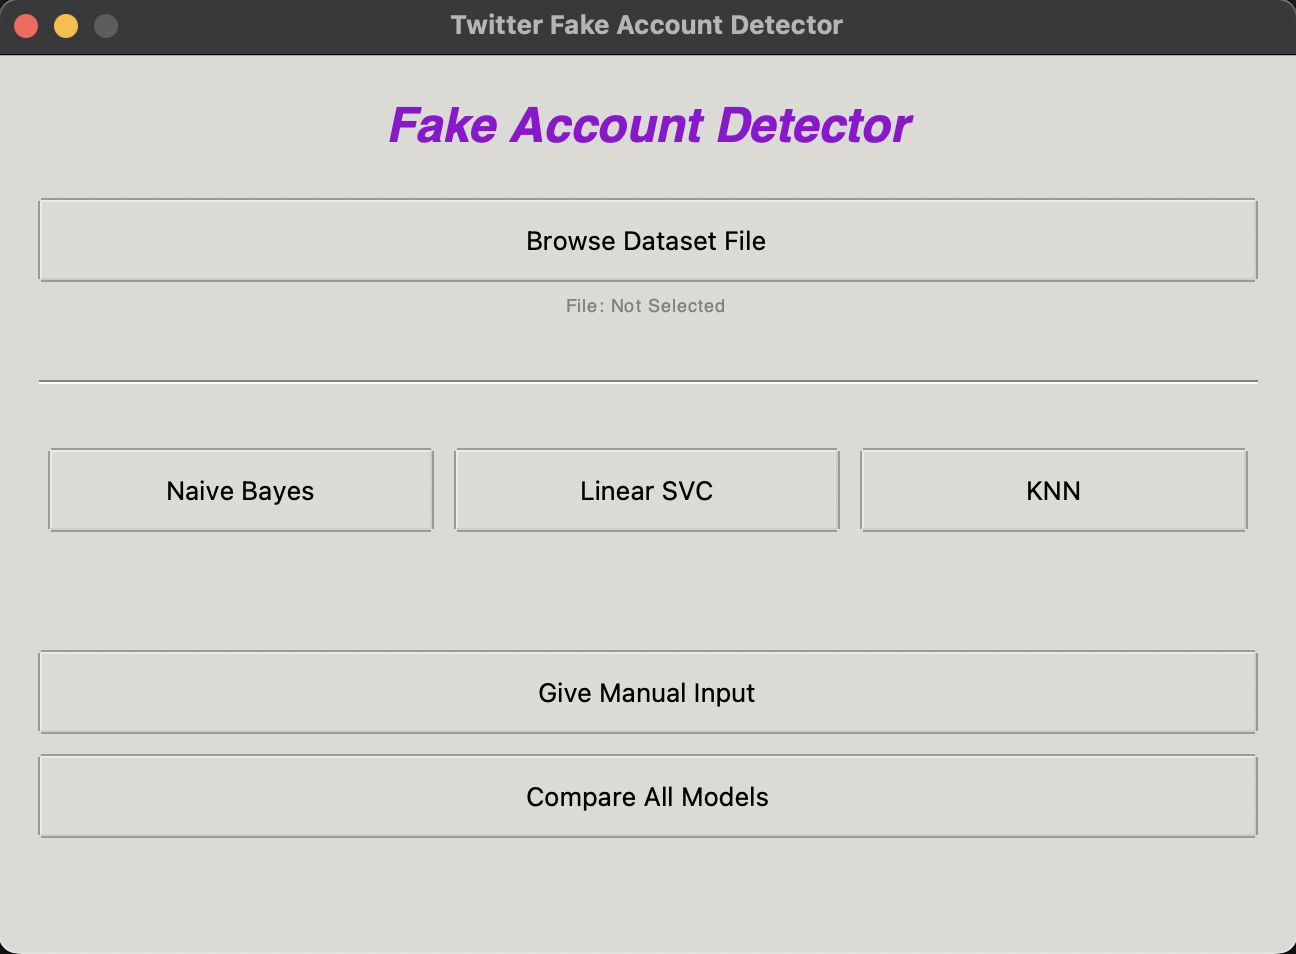 Twitter Fake Account Detector
Fake Account Detector
Browse Dataset File
File: Not Selected
Naive Bayes
Linear SVC
KNN
Give Manual Input
Compare All Models